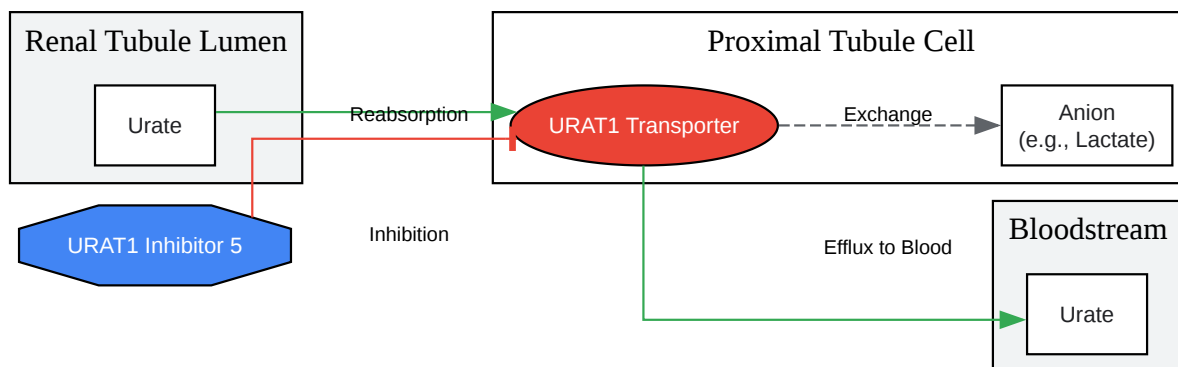 Renal Tubule Lumen
Proximal Tubule Cell
Urate
Reabsorption
URAT1 Transporter
Exchange
Anion
(e.g., Lactate)
URAT1 Inhibitor 5
Inhibition
Efflux to Blood
Bloodstream
Urate